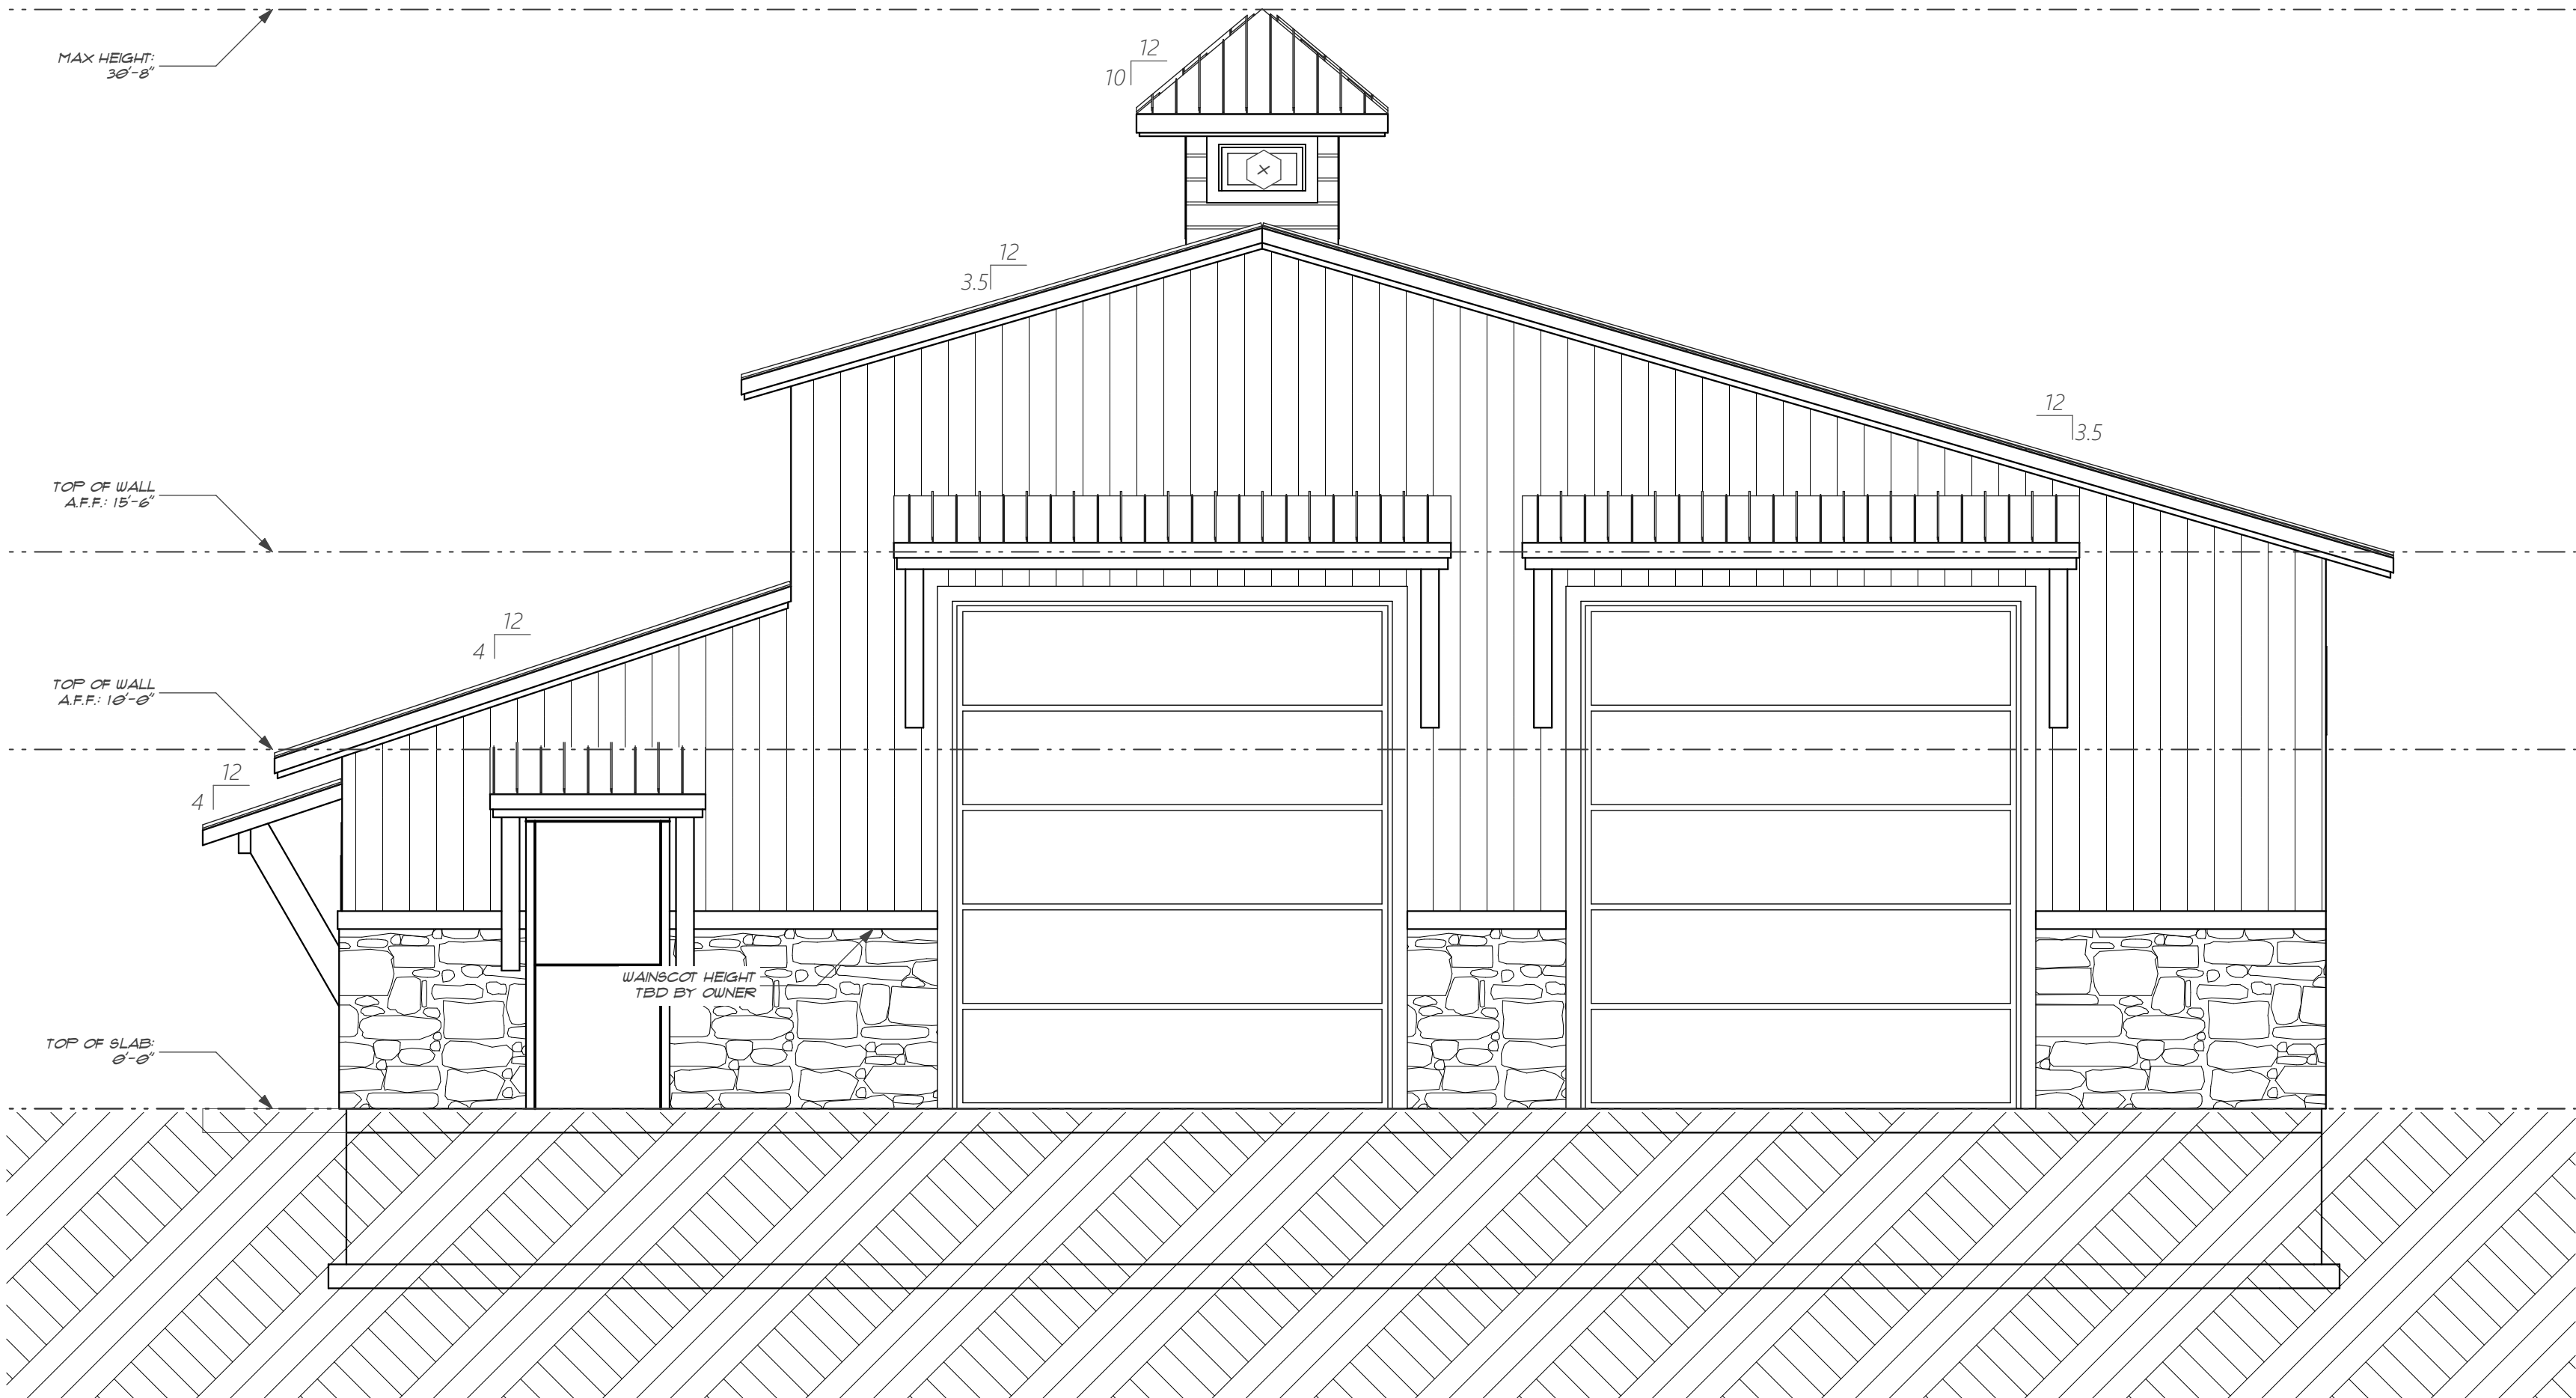 MAX HEIGHT:
30'-8"
12
10
12
3.5
12
3.5
TOP OF WALL
A.F.F.: 15'-6"
12
4
TOP OF WALL
A.F.F.: 10'-0"
12
4
WAINSCOT HEIGHT
TBD BY OWNER
TOP OF SLAB:
0'-0"